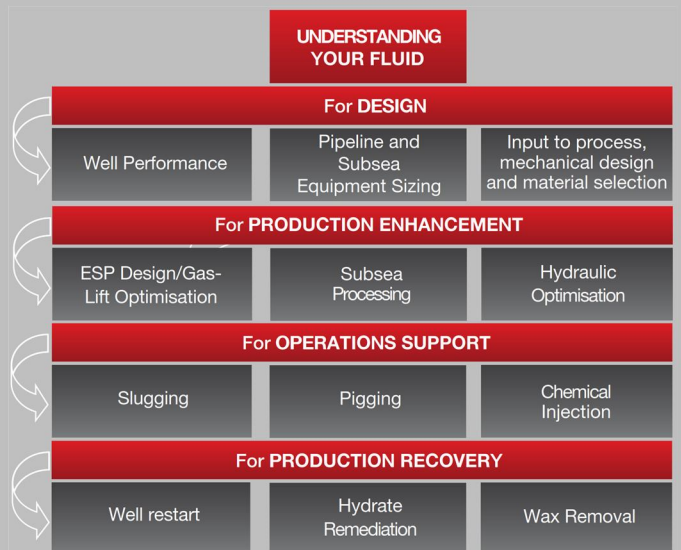 UNDERSTANDING
YOUR FLUID
For DESIGN
Well Performance
Pipeline and
Subsea
Equipment Sizing
Input to process,
mechanical design
and material selection
For PRODUCTION ENHANCEMENT
ESP Design/Gas-
Lift Optimisation
Subsea
Processing
Hydraulic
Optimisation
For OPERATIONS SUPPORT
Slugging
Pigging
Chemical
Injection
For PRODUCTION RECOVERY
Well restart
Hydrate
Remediation
Wax Removal